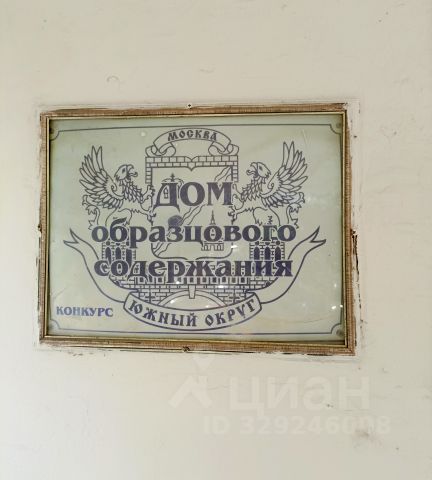 МОСКВА
ДОМ
образцового
содержания
КОНКУРС
ЮЖНЫЙ ОКРУГ
циан
ID 329246008